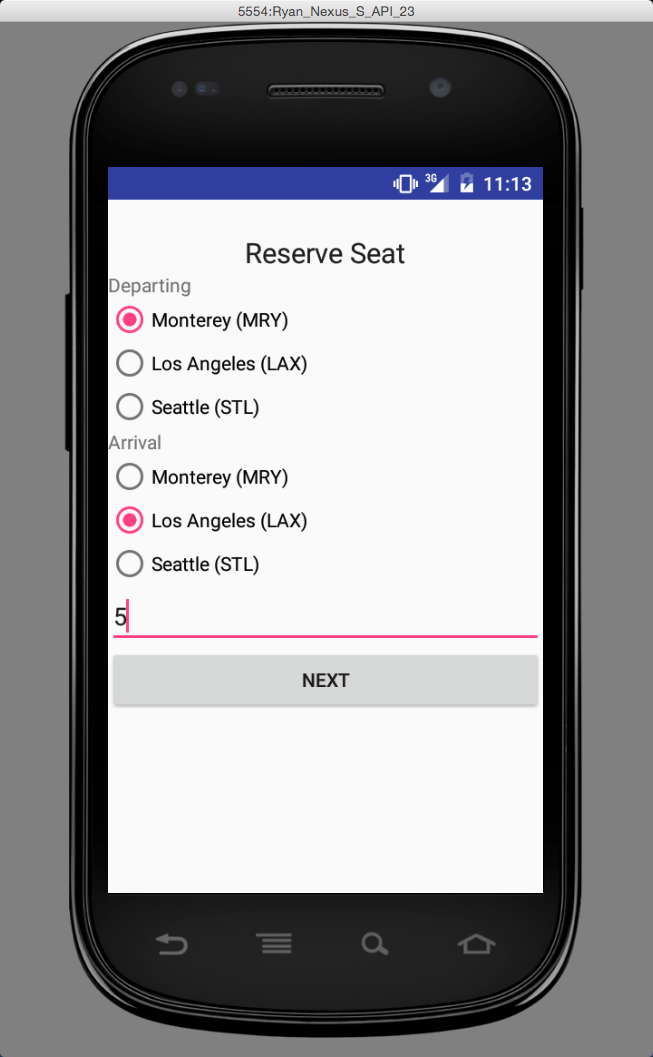 5554:Ryan_Nexus_S_API_23
3G 11:13
Reserve Seat
Departing
Monterey (MRY)
Los Angeles (LAX)
Seattle (STL)
Arrival
Monterey (MRY)
Los Angeles (LAX)
Seattle (STL)
5
NEXT